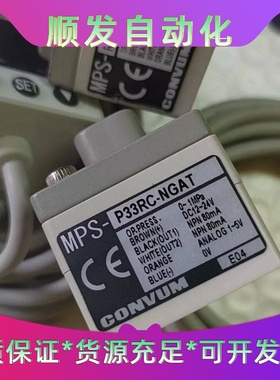 顺发自动化
MPS-
SET
MPS-P33RC-NGAT
OP.PRESS. 0~1MPa
BROWN(+) DC12~24V
BLACK(OUT1) NPN 80mA
WHITE(OUT2) NPN 80mA
ORANGE ANALOG 1~5V
BLUE(-) 0V
CE
CONVUM
E04
质保证*货源充足*可开发